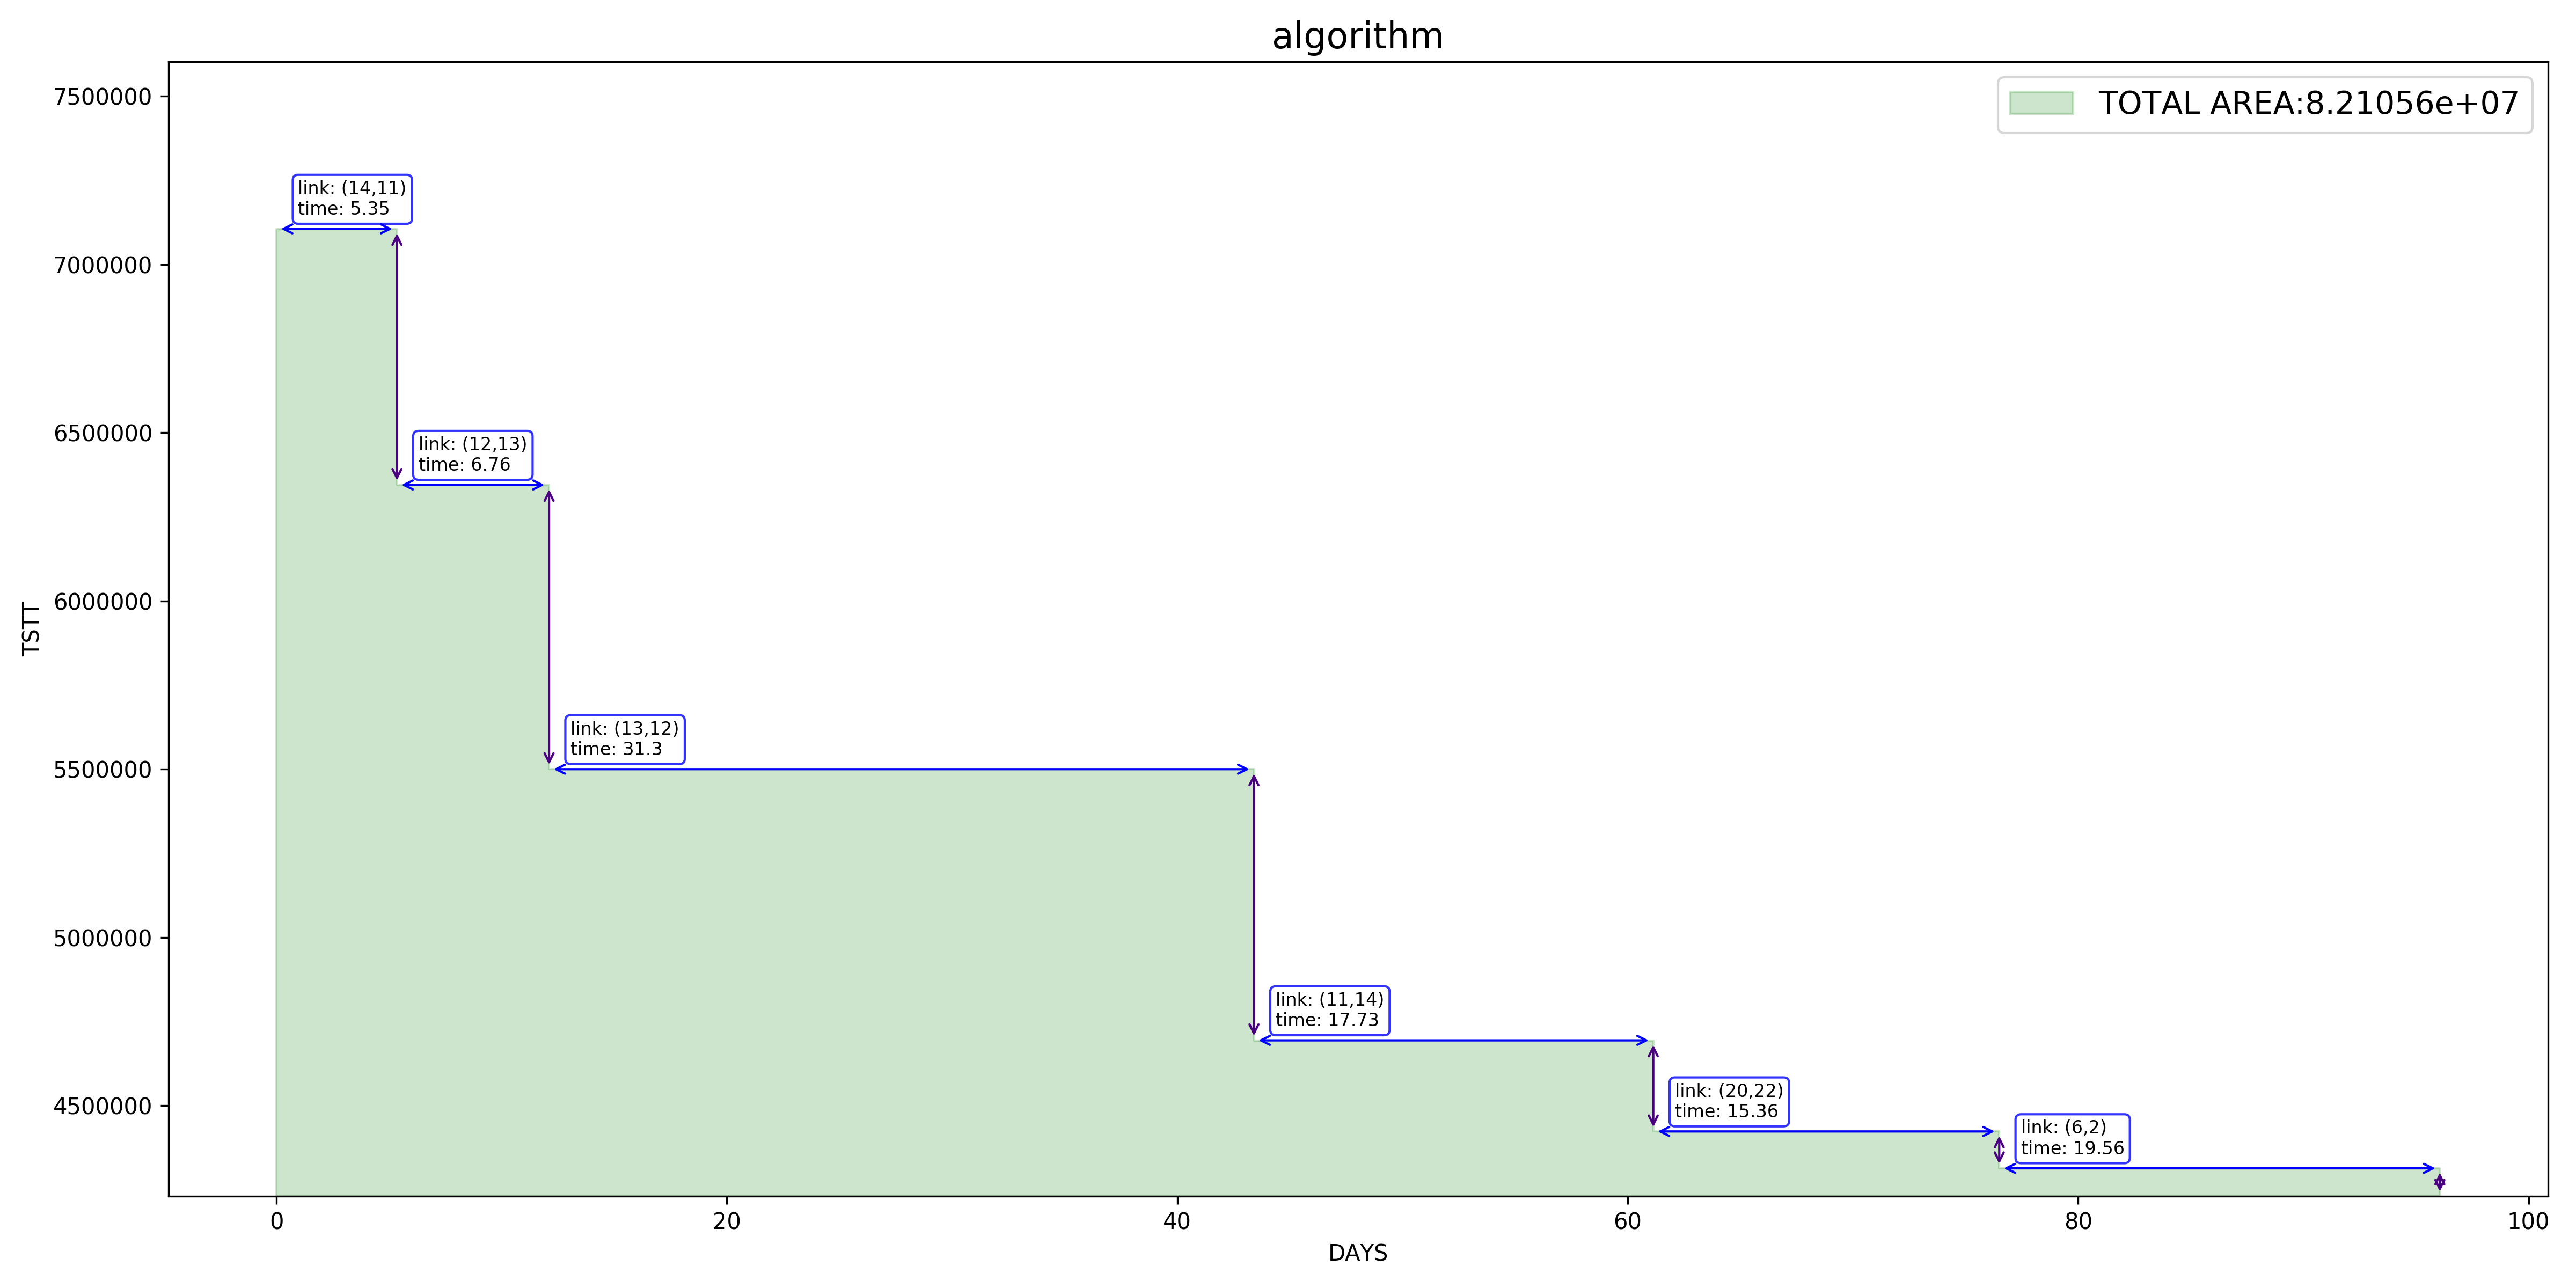 algorithm
TOTAL AREA:8.21056e+07
7500000
7000000
6500000
6000000
5500000
5000000
4500000
TSTT
link: (14,11)
time: 5.35
link: (12,13)
time: 6.76
link: (13,12)
time: 31.3
link: (11,14)
time: 17.73
link: (20,22)
time: 15.36
link: (6,2)
time: 19.56
0
20
40
60
80
100
DAYS